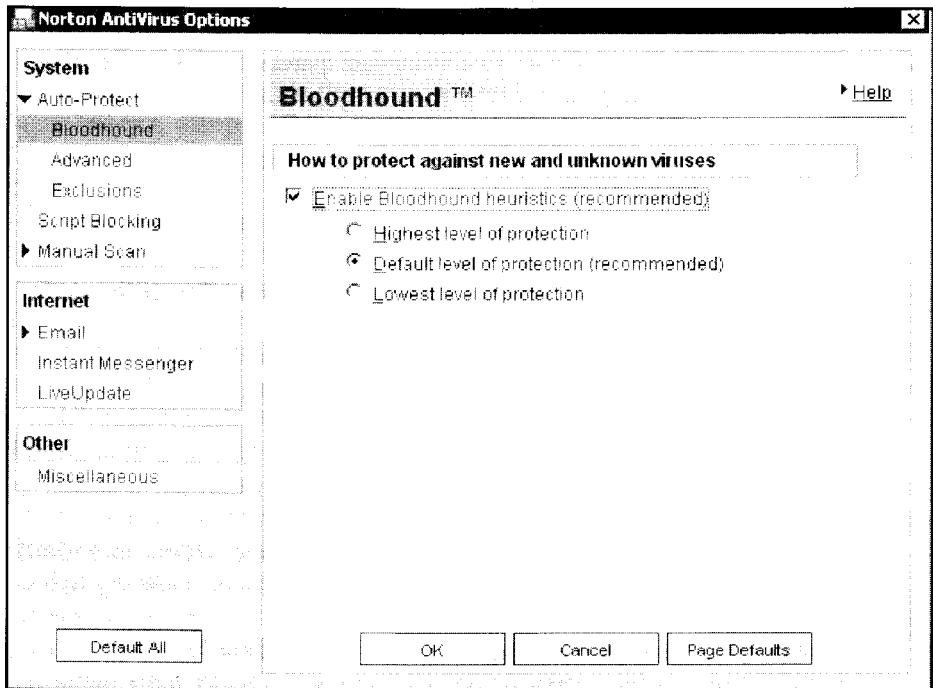 Norton AntiVirus Options
System
Auto-Protect
Bloodhound
Advanced
Exclusions
Script Blocking
Manual Scan
Internet
Email
Instant Messenger
LiveUpdate
Other
Miscellaneous
Default All
Bloodhound ™
Help
How to protect against new and unknown viruses
Enable Bloodhound heuristics (recommended)
Highest level of protection
Default level of protection (recommended)
Lowest level of protection
OK
Cancel
Page Defaults